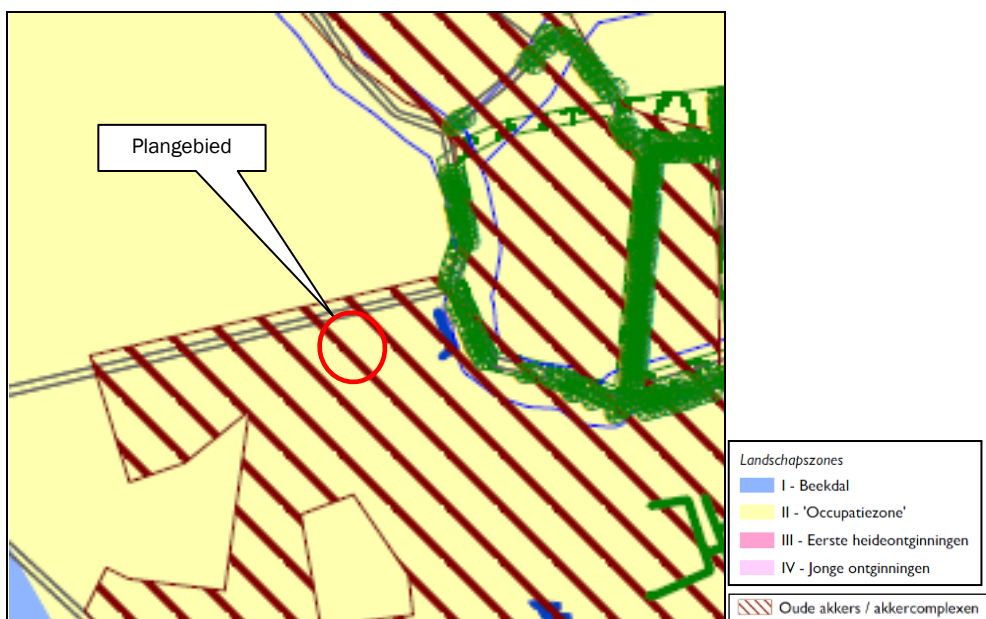 Plangebied
Landschapszones
I - Beekdal
II - 'Occupatiezone'
III - Eerste heideontginningen
IV - Jonge ontginningen
Oude akkers / akkercomplexen